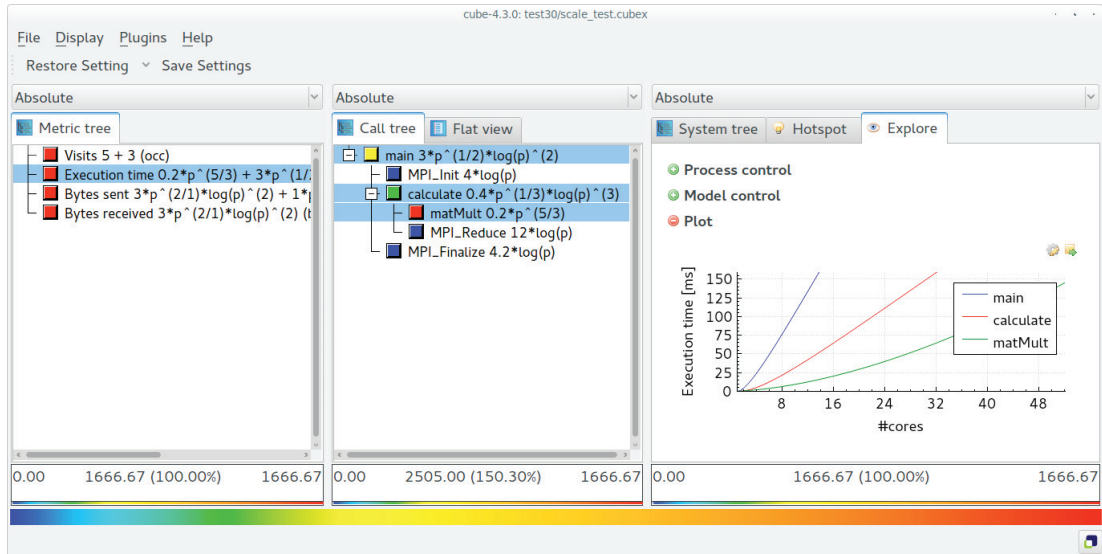 cube-4.3.0: test30/scale_test.cubex
File Display Plugins Help
Restore Setting Save Settings
Absolute
Metric tree
Visits 5 + 3 (occ)
Execution time 0.2*p^(5/3) + 3*p^(1/
Bytes sent 3*p^(2/1)*log(p)^(2) + 1*
Bytes received 3*p^(2/1)*log(p)^(2) (
0.00 1666.67 (100.00%) 1666.67
Absolute
Call tree Flat view
main 3*p^(1/2)*log(p)^(2)
MPI_Init 4*log(p)
calculate 0.4*p^(1/3)*log(p)^(3)
matMult 0.2*p^(5/3)
MPI_Reduce 12*log(p)
MPI_Finalize 4.2*log(p)
0.00 2505.00 (150.30%) 1666.67
Absolute
System tree Hotspot Explore
Process control
Model control
Plot
Execution time [ms]
150
125
100
75
50
25
0
8 16 24 32 40 48
#cores
main
calculate
matMult
0.00 1666.67 (100.00%) 1666.67